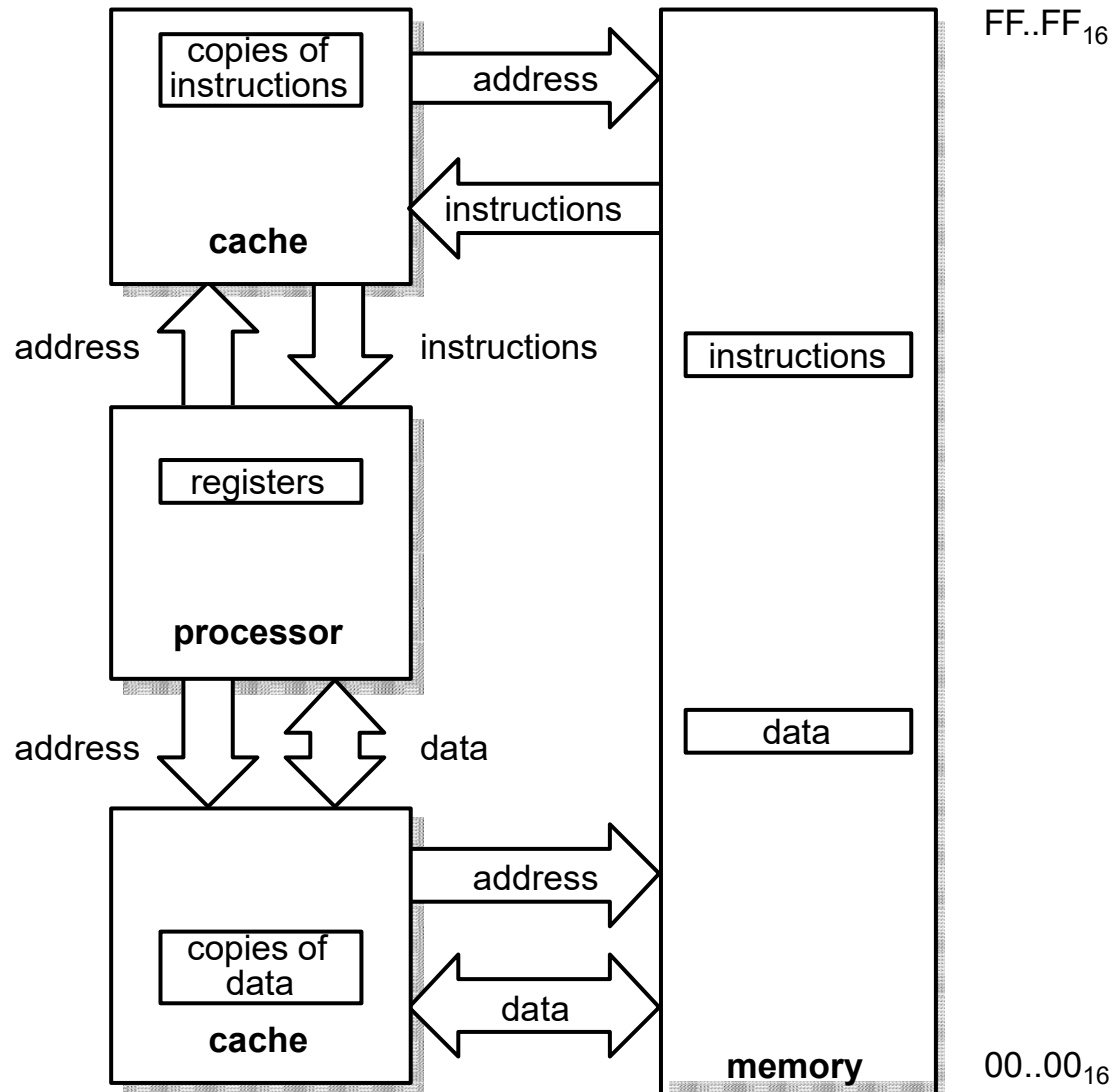 FF..FF₁₆
copies of
instructions
address
instructions
cache
address
instructions
instructions
registers
processor
data
address
data
address
copies of
data
data
cache
memory
00..00₁₆